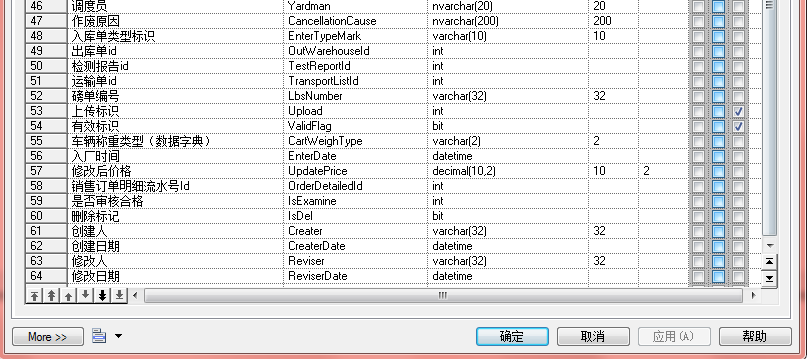 46 调度员 Yardman nvarchar(20) 20
47 作废原因 CancellationCause nvarchar(200) 200
48 入库单类型标识 EnterTypeMark varchar(10) 10
49 出库单id OutWarehouseId int
50 检测报告id TestReportId int
51 运输单id TransportListId int
52 磅单编号 LbsNumber varchar(32) 32
53 上传标识 Upload int
54 有效标识 ValidFlag bit
55 车辆称重类型（数据字典） CartWeighType varchar(2) 2
56 入厂时间 EnterDate datetime
57 修改后价格 UpdatePrice decimal(10,2) 10 2
58 销售订单明细流水号Id OrderDetailedId int
59 是否审核合格 IsExamine int
60 删除标记 IsDel bit
61 创建人 Creater varchar(32) 32
62 创建日期 CreaterDate datetime
63 修改人 Reviser varchar(32) 32
64 修改日期 ReviserDate datetime
More >> 确定 取消 应用(A) 帮助